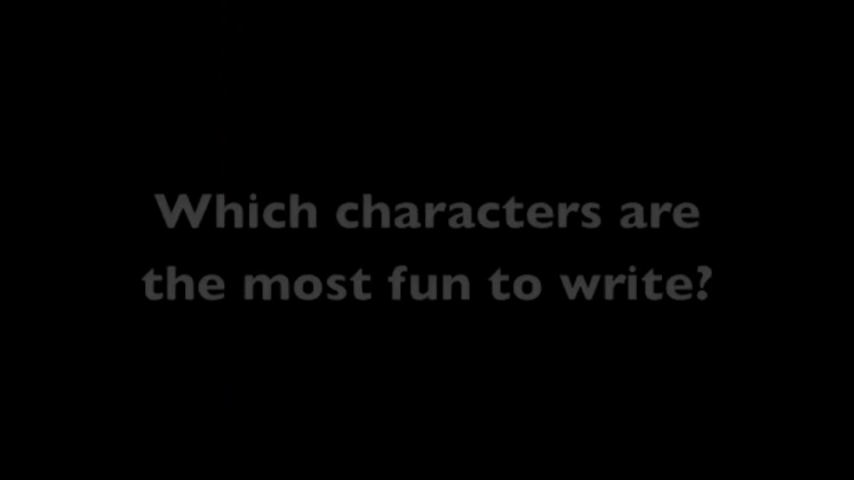 Which characters are
the most fun to write?